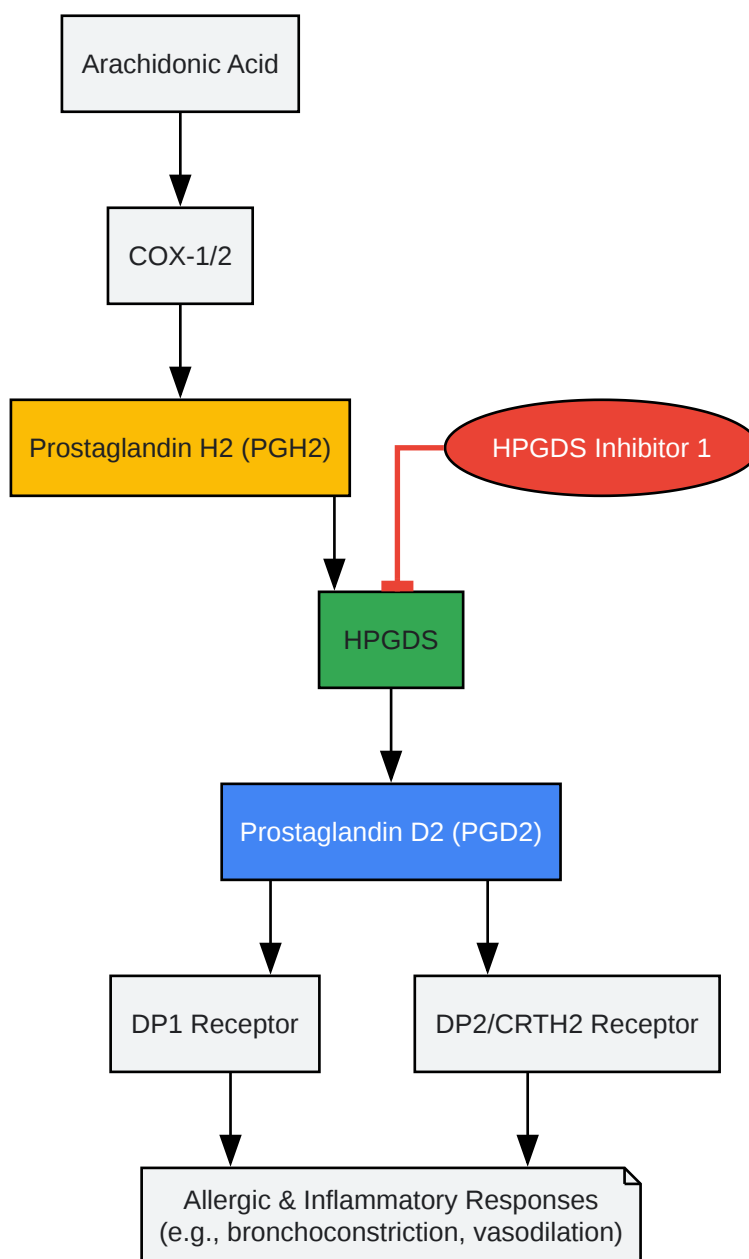 Arachidonic Acid
COX-1/2
Prostaglandin H2 (PGH2)
HPGDS Inhibitor 1
HPGDS
Prostaglandin D2 (PGD2)
DP1 Receptor
DP2/CRTH2 Receptor
Allergic & Inflammatory Responses
(e.g., bronchoconstriction, vasodilation)